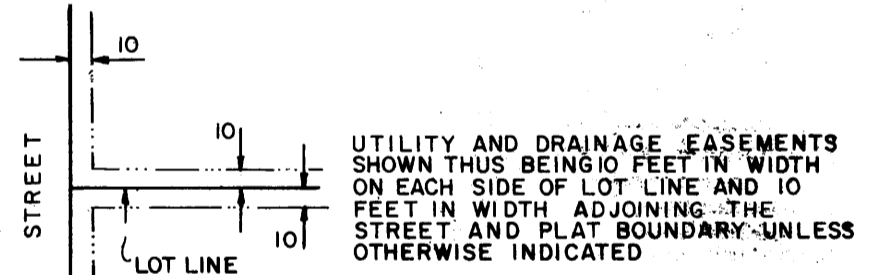 10
STREET
10
10
LOT LINE
UTILITY AND DRAINAGE EASEMENTS
SHOWN THUS BEING10 FEET IN WIDTH
ON EACH SIDE OF LOT LINE AND 10
FEET IN WIDTH ADJOINING THE
STREET AND PLAT BOUNDARY UNLESS
OTHERWISE INDICATED